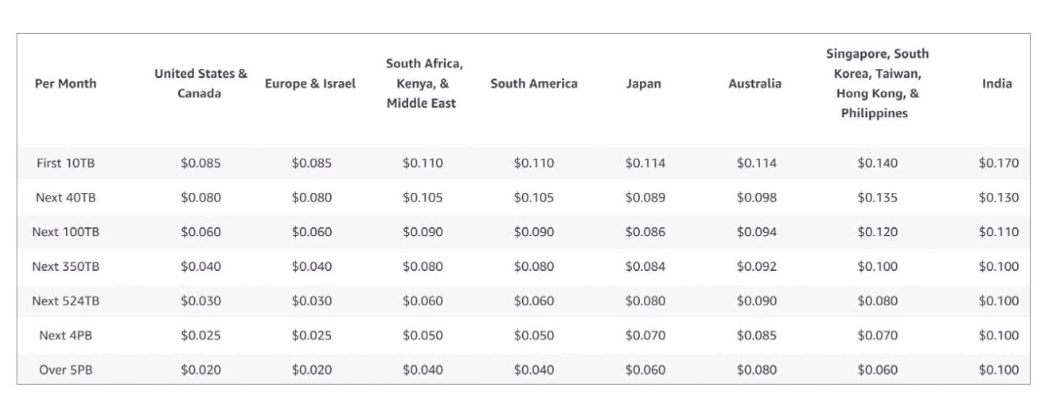 Per Month United States & Canada Europe & Israel South Africa, Kenya, & Middle East South America Japan Australia Singapore, South Korea, Taiwan, Hong Kong, & Philippines India
First 10TB $0.085 $0.085 $0.110 $0.110 $0.114 $0.114 $0.140 $0.170
Next 40TB $0.080 $0.080 $0.105 $0.105 $0.089 $0.098 $0.135 $0.130
Next 100TB $0.060 $0.060 $0.090 $0.090 $0.086 $0.094 $0.120 $0.110
Next 350TB $0.040 $0.040 $0.080 $0.080 $0.084 $0.092 $0.100 $0.100
Next 524TB $0.030 $0.030 $0.060 $0.060 $0.080 $0.090 $0.080 $0.100
Next 4PB $0.025 $0.025 $0.050 $0.050 $0.070 $0.085 $0.070 $0.100
Over 5PB $0.020 $0.020 $0.040 $0.040 $0.060 $0.080 $0.060 $0.100